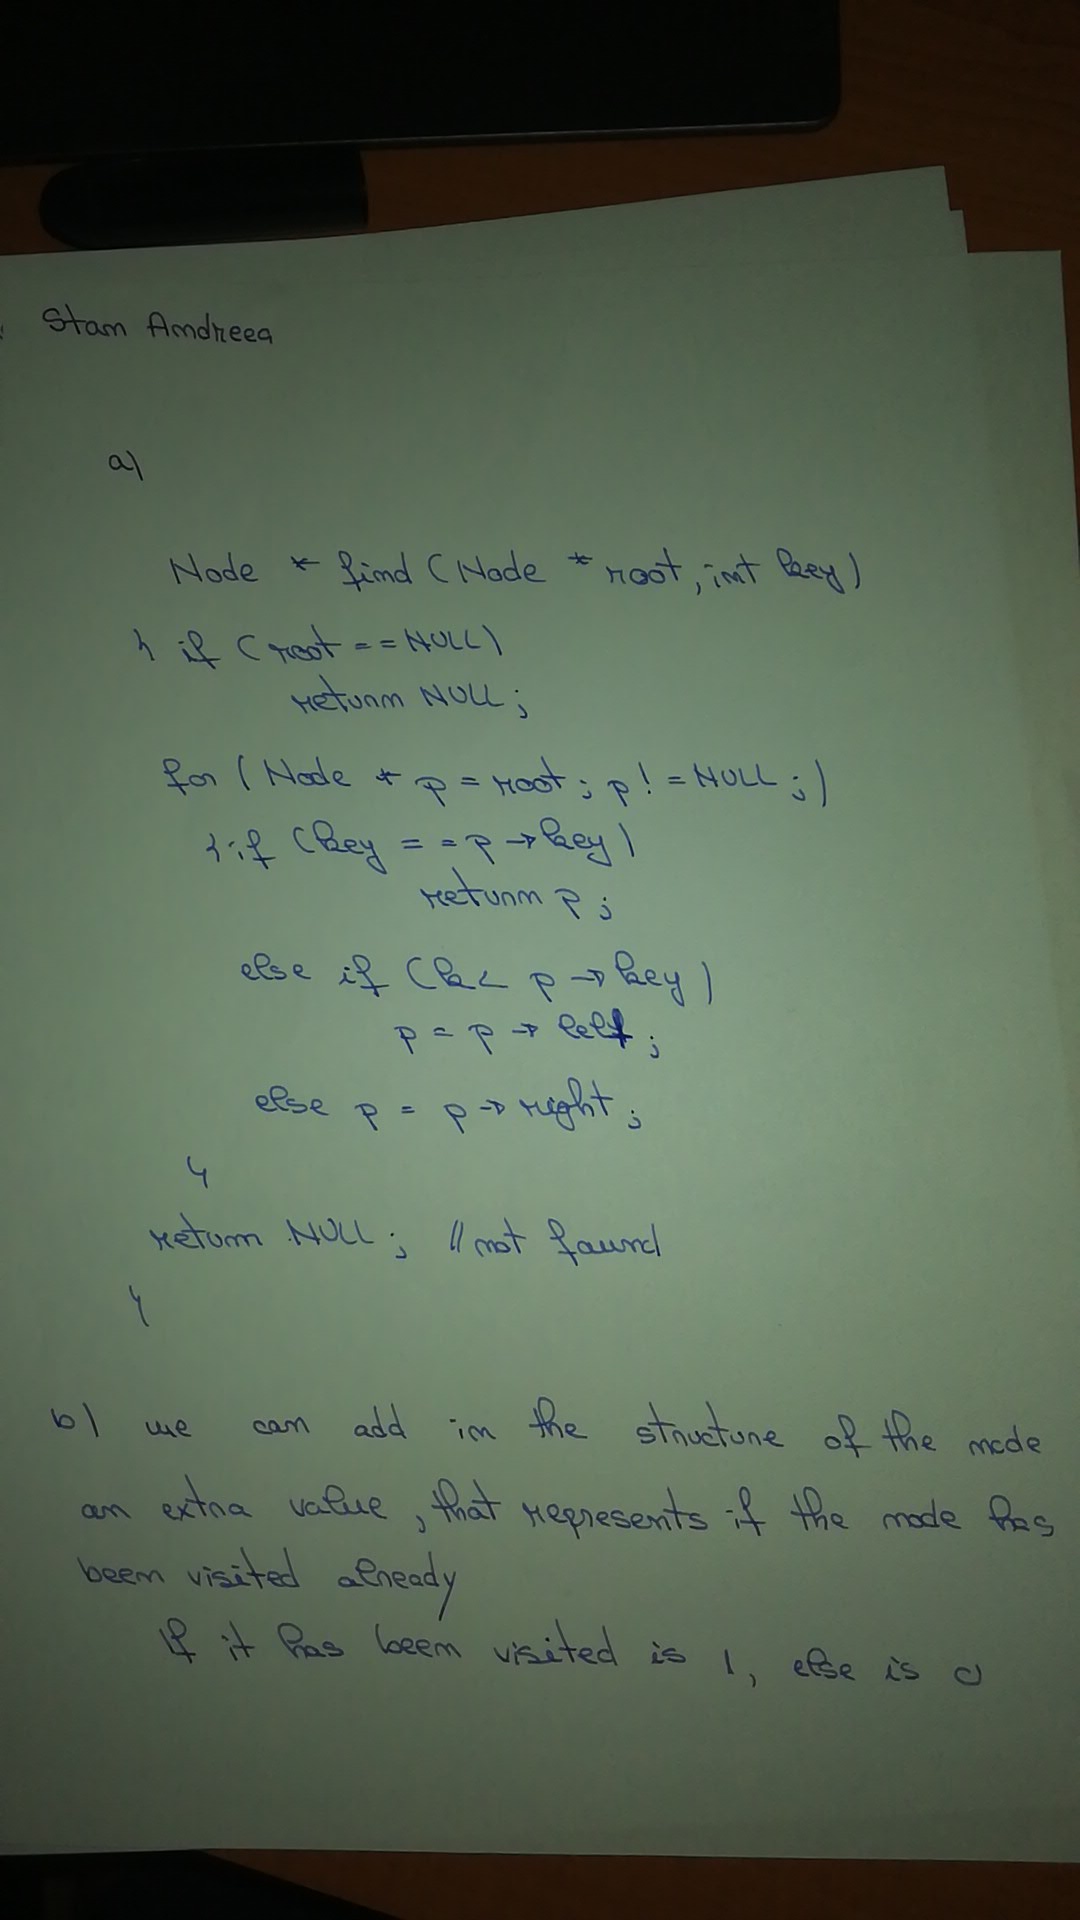 Stan Andreea
a)
Node * find (Node * root, int key)
{ if (root == NULL)
return NULL;
for (Node * p = root; p != NULL;)
{ if (key == p → key)
return p;
else if (k < p → key)
p = p → left;
else p = p → right;
}
return NULL; // not found
}
b) we can add in the structure of the node
an extra value, that represents if the node has
been visited already
If it has been visited is 1, else is 0